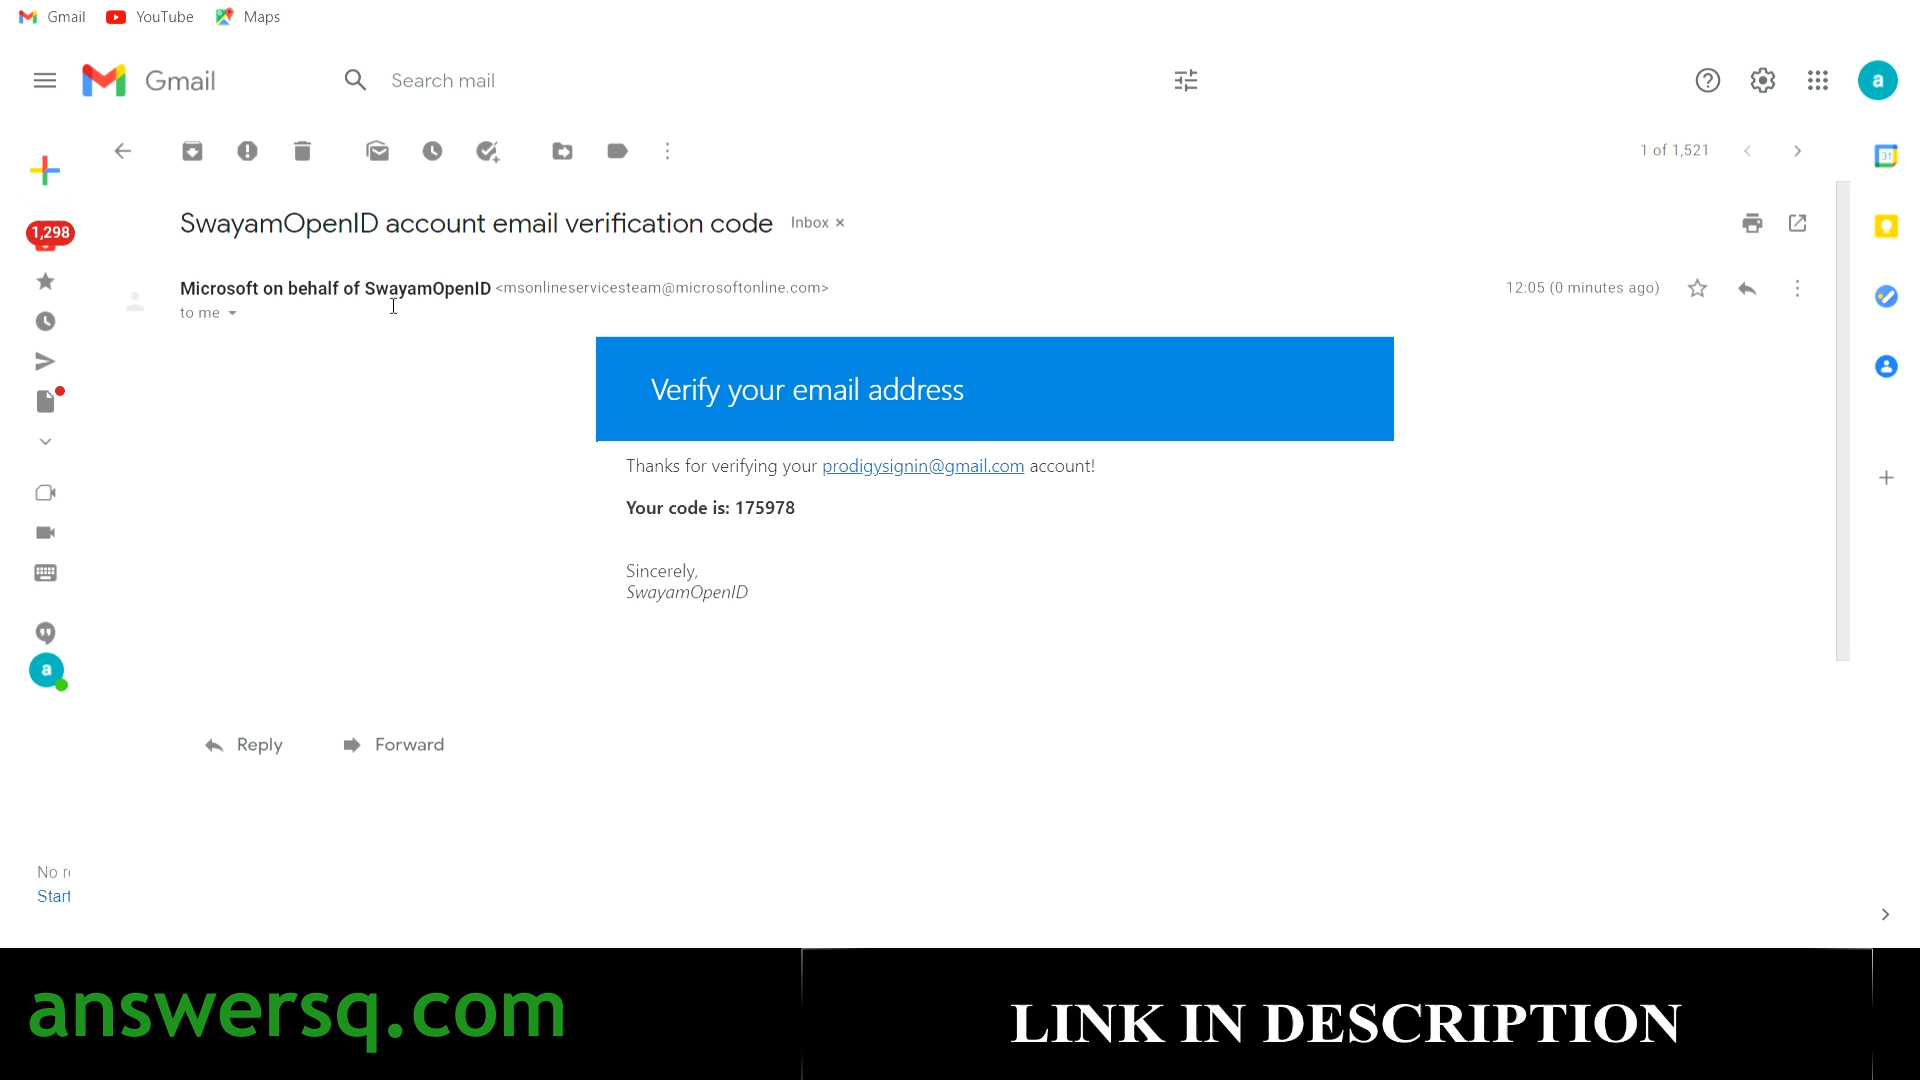 Gmail YouTube Maps
Gmail Search mail
a
1 of 1,521
31
SwayamOpenID account email verification code Inbox ×
1,298
Microsoft on behalf of SwayamOpenID <msonlineservicesteam@microsoftonline.com> 12:05 (0 minutes ago)
to me
Verify your email address
Thanks for verifying your prodigysignin@gmail.com account!
Your code is: 175978
Sincerely,
SwayamOpenID
a
Reply Forward
No r
Start
answersq.com LINK IN DESCRIPTION